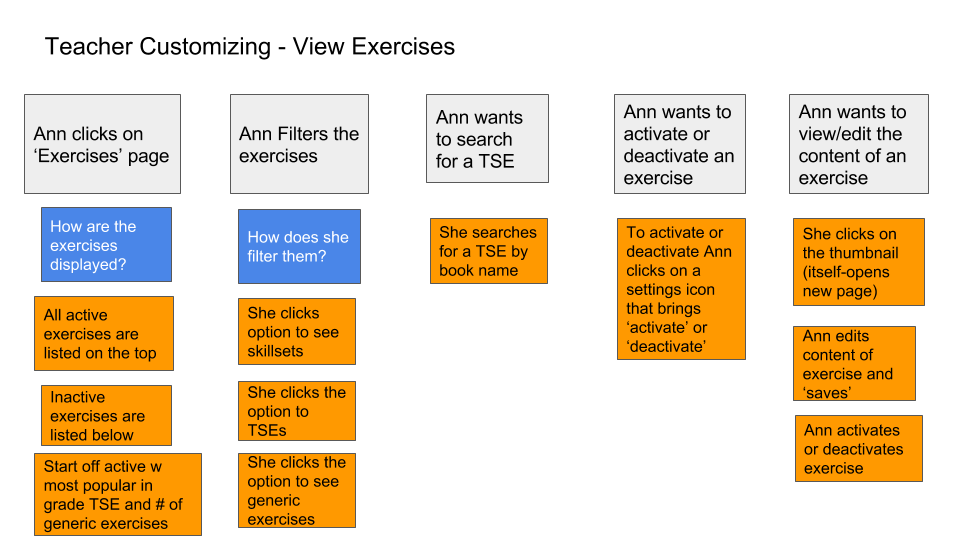 Teacher Customizing - View Exercises
Ann clicks on
‘Exercises’ page
How are the
exercises
displayed?
All active
exercises are
listed on the top
Inactive
exercises are
listed below
Start off active w
most popular in
grade TSE and # of
generic exercises
Ann Filters the
exercises
How does she
filter them?
She clicks
option to see
skillsets
She clicks the
option to
TSEs
She clicks the
option to see
generic
exercises
Ann wants
to search
for a TSE
She searches
for a TSE by
book name
Ann wants to
activate or
deactivate an
exercise
To activate or
deactivate Ann
clicks on a
settings icon
that brings
‘activate’ or
‘deactivate’
Ann wants to
view/edit the
content of an
exercise
She clicks on
the thumbnail
(itself-opens
new page)
Ann edits
content of
exercise and
‘saves’
Ann activates
or deactivates
exercise